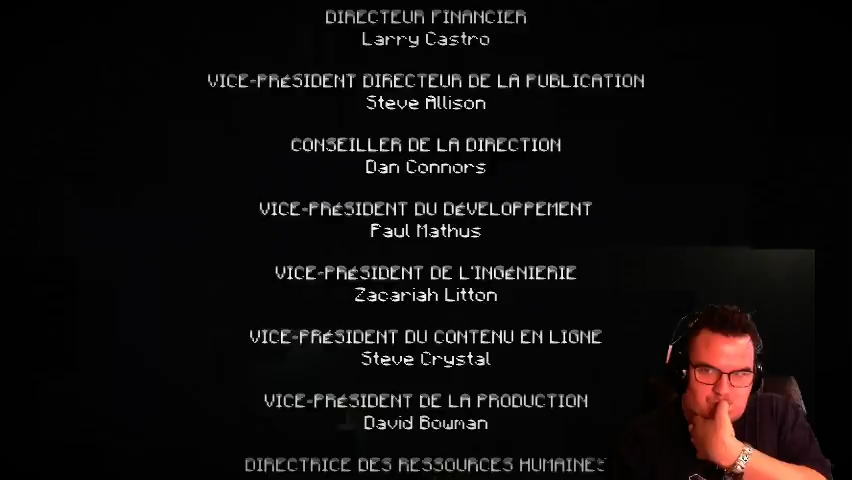 DIRECTEUR FINANCIER
Larry Castro
VICE-PRÉSIDENT DIRECTEUR DE LA PUBLICATION
Steve Allison
CONSEILLER DE LA DIRECTION
Dan Connors
VICE-PRÉSIDENT DU DÉVELOPPEMENT
Paul Mathus
VICE-PRÉSIDENT DE L'INGÉNIERIE
Zacariah Litton
VICE-PRÉSIDENT DU CONTENU EN LIGNE
Steve Crystal
VICE-PRÉSIDENT DE LA PRODUCTION
David Bowman
DIRECTRICE DES RESSOURCES HUMAINES